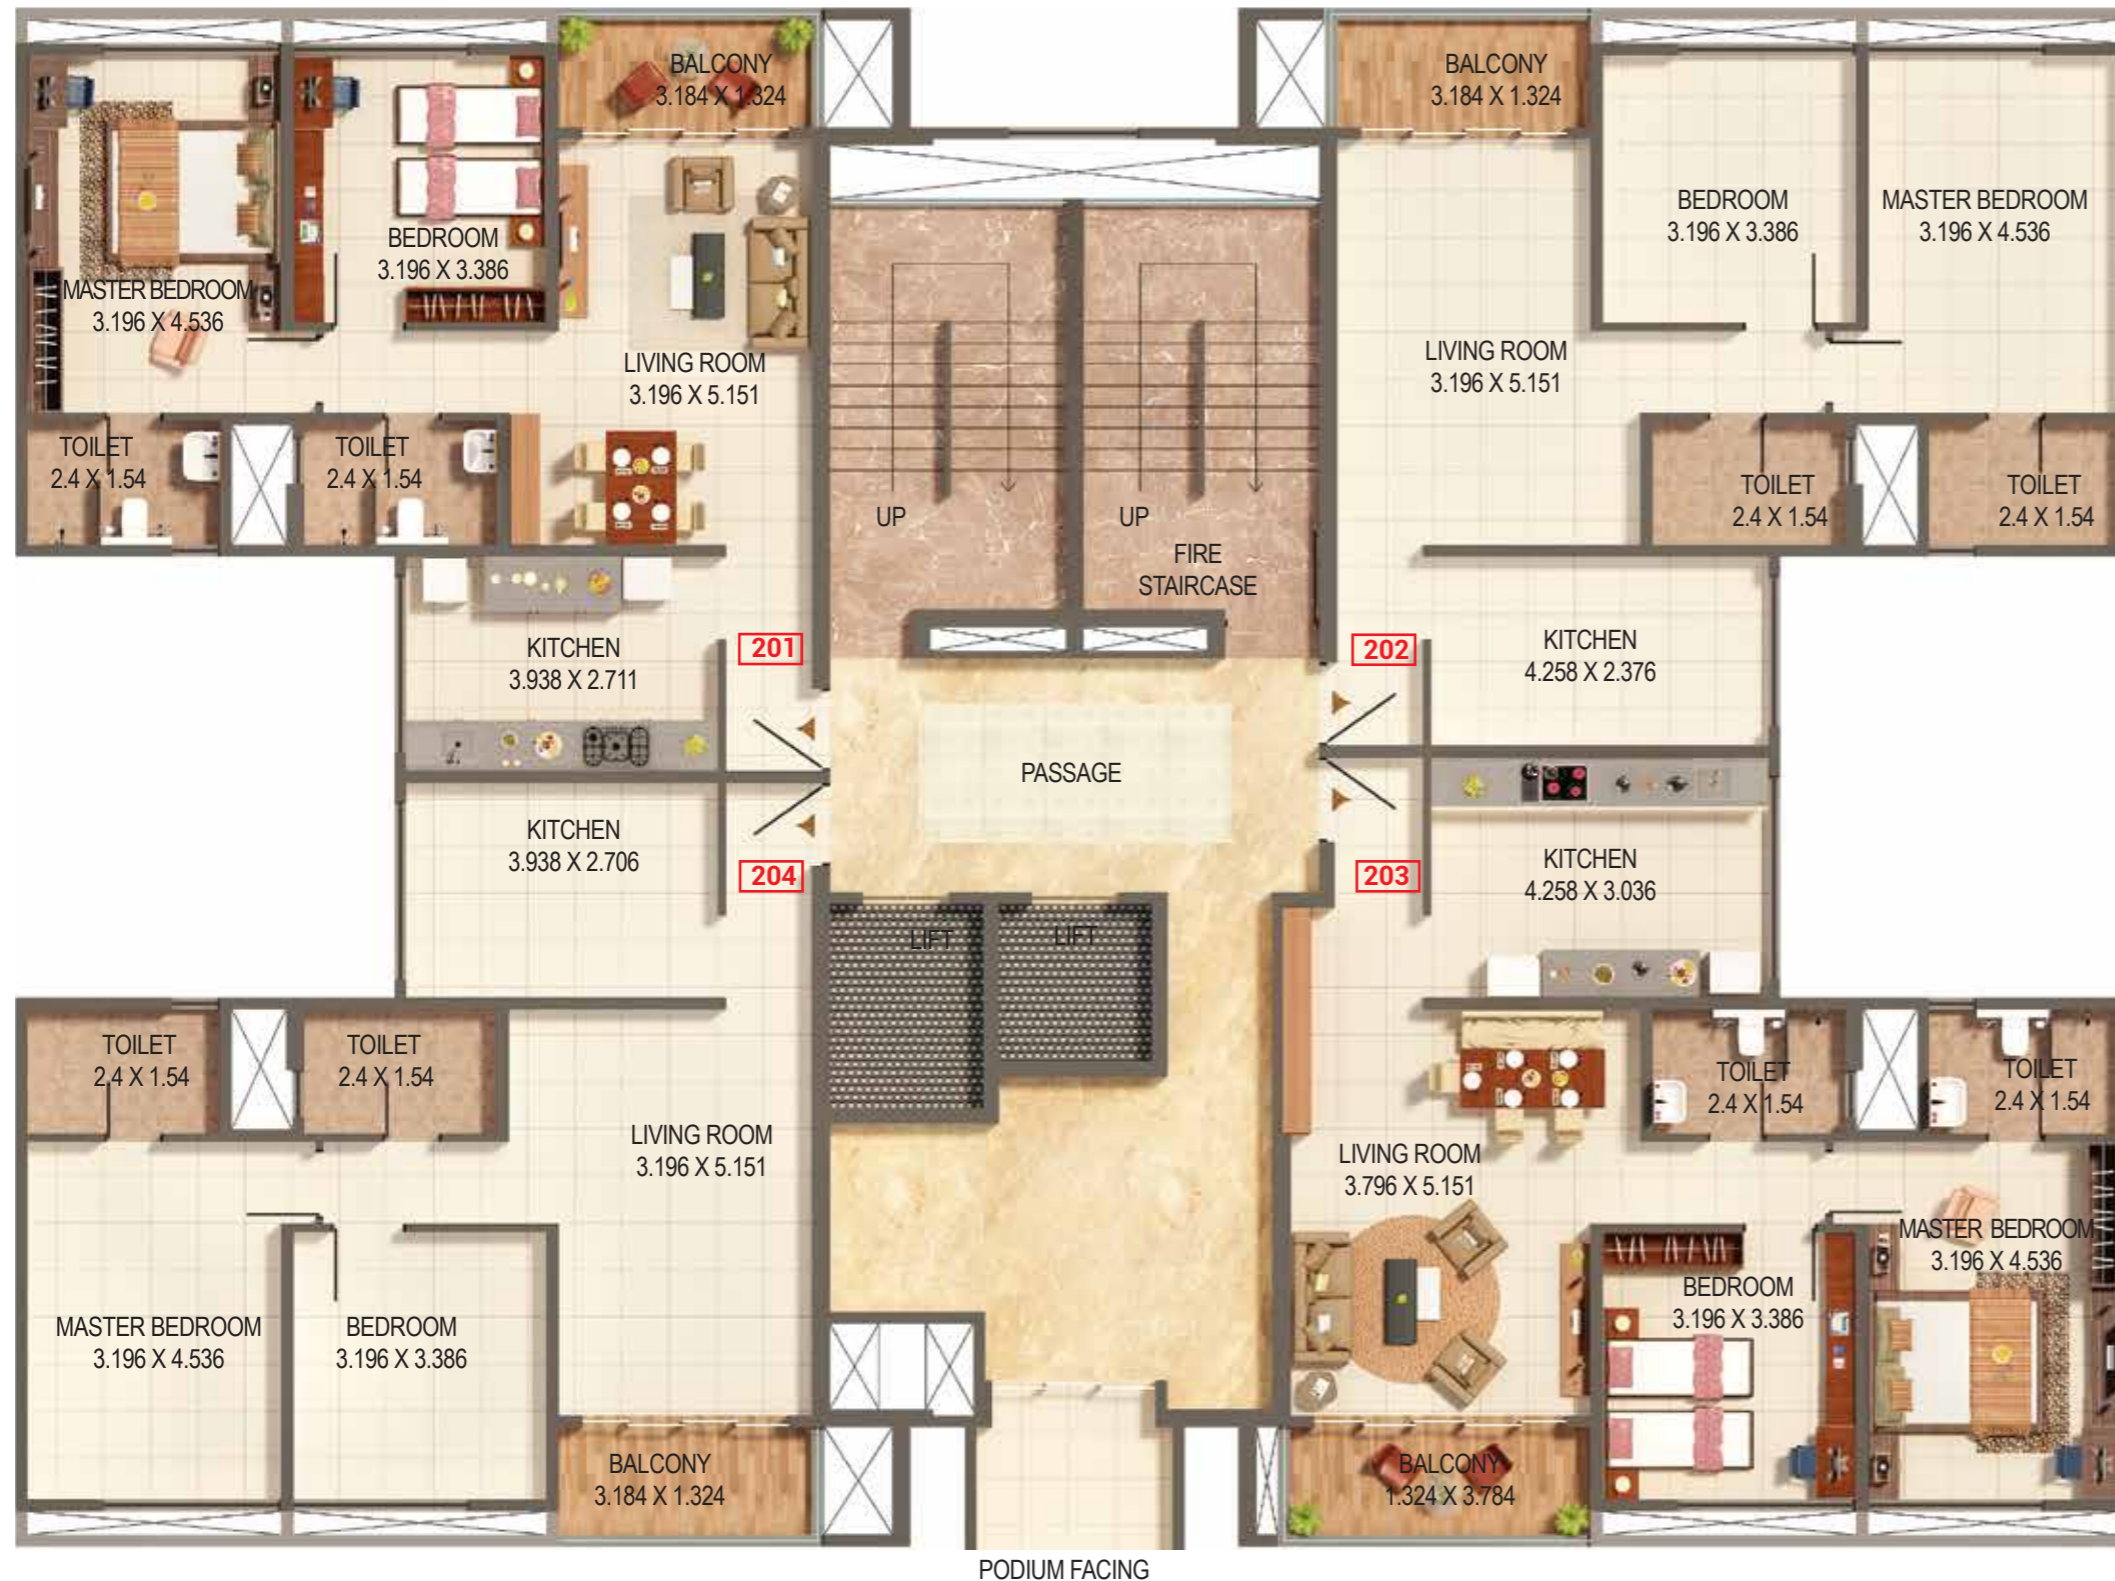 BALCONY
3.184 X 1.324
BALCONY
3.184 X 1.324
BEDROOM
3.196 X 3.386
MASTER BEDROOM
3.196 X 4.536
BEDROOM
3.196 X 3.386
MASTER BEDROOM
3.196 X 4.536
LIVING ROOM
3.196 X 5.151
LIVING ROOM
3.196 X 5.151
TOILET
2.4 X 1.54
TOILET
2.4 X 1.54
TOILET
2.4 X 1.54
TOILET
2.4 X 1.54
UP
UP
FIRE
STAIRCASE
KITCHEN
3.938 X 2.711
201
202
KITCHEN
4.258 X 2.376
PASSAGE
KITCHEN
3.938 X 2.706
204
203
KITCHEN
4.258 X 3.036
LIFT
LIFT
TOILET
2.4 X 1.54
TOILET
2.4 X 1.54
TOILET
2.4 X 1.54
TOILET
2.4 X 1.54
LIVING ROOM
3.196 X 5.151
LIVING ROOM
3.796 X 5.151
MASTER BEDROOM
3.196 X 4.536
BEDROOM
3.196 X 3.386
MASTER BEDROOM
3.196 X 4.536
BEDROOM
3.196 X 3.386
BALCONY
3.184 X 1.324
BALCONY
1.324 X 3.784
PODIUM FACING